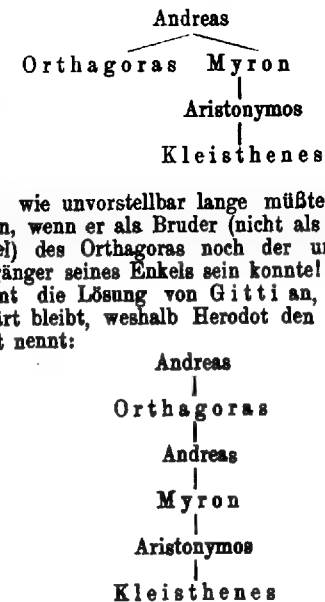 Andreas
Orthagoras Myron
Aristonymos
Kleisthenes
wie unvorstellbar lange müßte
n, wenn er als Bruder (nicht als
el) des Orthagoras noch der u
änger seines Enkels sein konnte!
nt die Lösung von Gitti an,
irt bleibt, weshalb Herodot den
t nennt:
Andreas
Orthagoras
Andreas
Myron
Aristonymos
Kleisthenes